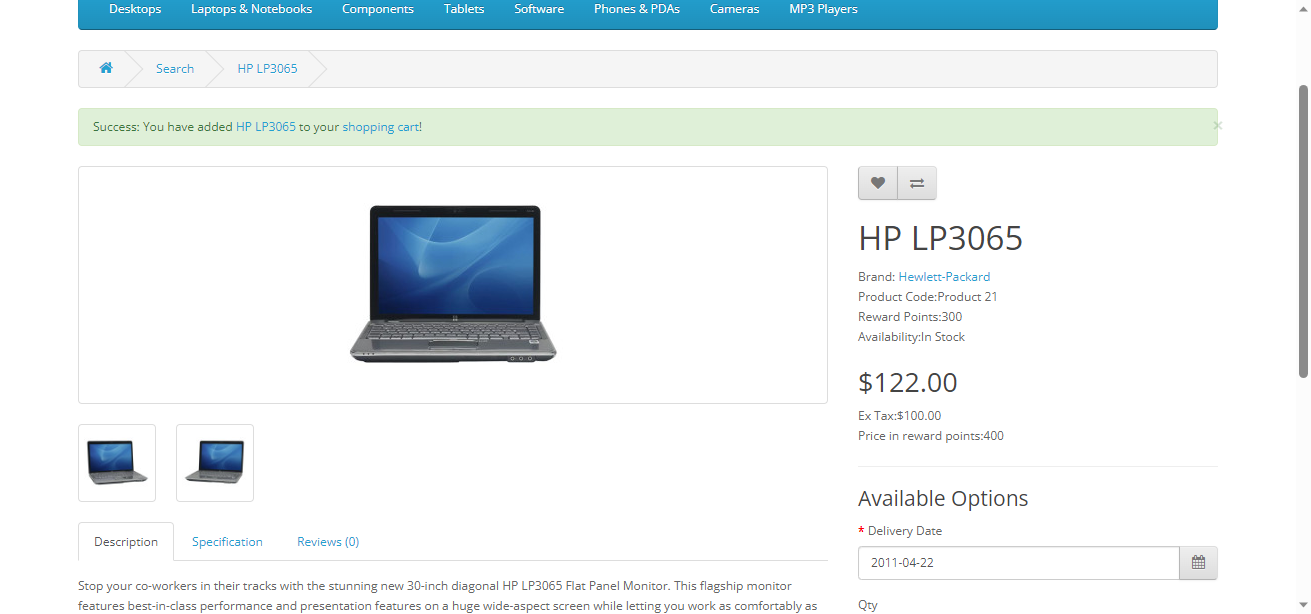 Desktops Laptops & Notebooks Components Tablets Software Phones & PDAs Cameras MP3 Players
Search HP LP3065
Success: You have added HP LP3065 to your shopping cart!
×
HP LP3065
Brand: Hewlett-Packard
Product Code:Product 21
Reward Points:300
Availability:In Stock
$122.00
Ex Tax:$100.00
Price in reward points:400
Available Options
* Delivery Date
2011-04-22
Qty
Description Specification Reviews (0)
Stop your co-workers in their tracks with the stunning new 30-inch diagonal HP LP3065 Flat Panel Monitor. This flagship monitor
features best-in-class performance and presentation features on a huge wide-aspect screen while letting you work as comfortably as